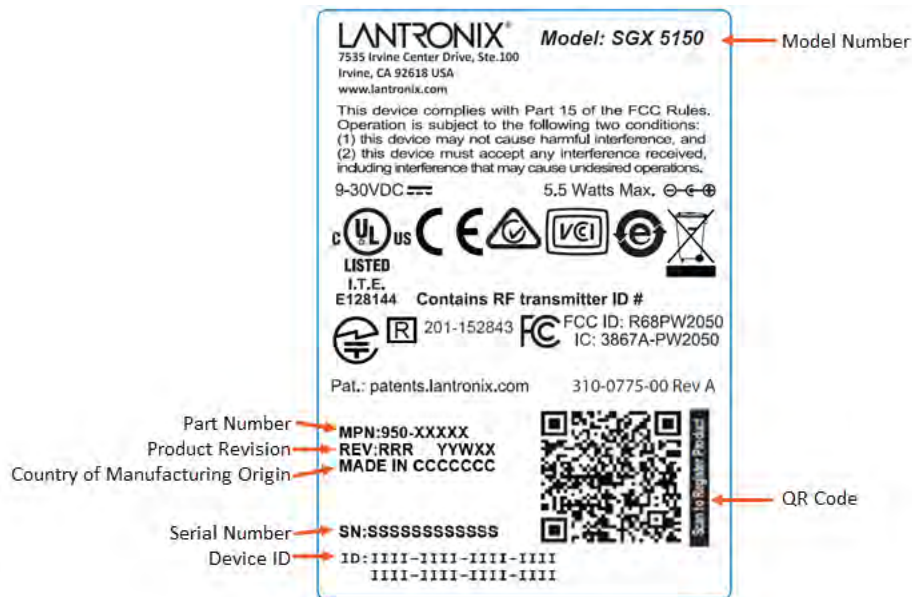 LANTRONIX® Model: SGX 5150
Model Number
7535 Irvine Center Drive, Ste.100
Irvine, CA 92618 USA
www.lantronix.com
This device complies with Part 15 of the FCC Rules.
Operation is subject to the following two conditions:
(1) this device may not cause harmful interference, and
(2) this device must accept any interference received,
including interference that may cause undesired operations.
9-30VDC 5.5 Watts Max.
C UL US CE VCI e
LISTED
I.T.E.
E128144 Contains RF transmitter ID #
R 201-152843 FC FCC ID: R68PW2050
IC: 3867A-PW2050
Pat.: patents.lantronix.com 310-0775-00 Rev A
Part Number
MPN:950-XXXXX
Product Revision
REV:RRR YYWXX
Country of Manufacturing Origin
MADE IN CCCCCCC
Scan to Register Product
QR Code
Serial Number
SN:SSSSSSSSSSSS
Device ID
ID:IIII-IIII-IIII-IIII
IIII-IIII-IIII-IIII